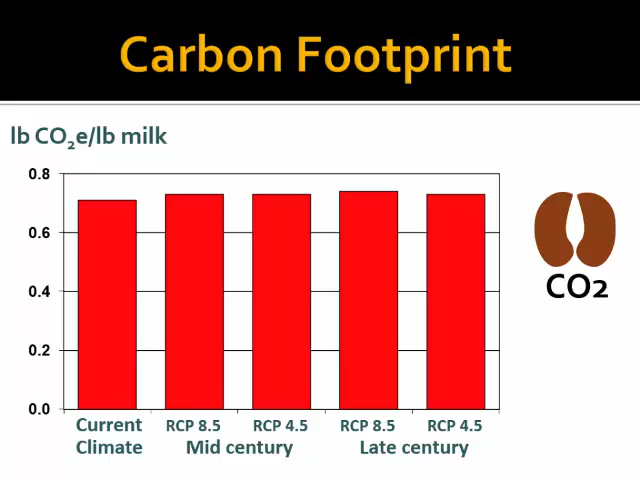 Carbon Footprint
lb CO₂e/lb milk
0.8
0.6
0.4
0.2
0.0
Current Climate
RCP 8.5 RCP 4.5 RCP 8.5 RCP 4.5
Mid century Late century
CO2